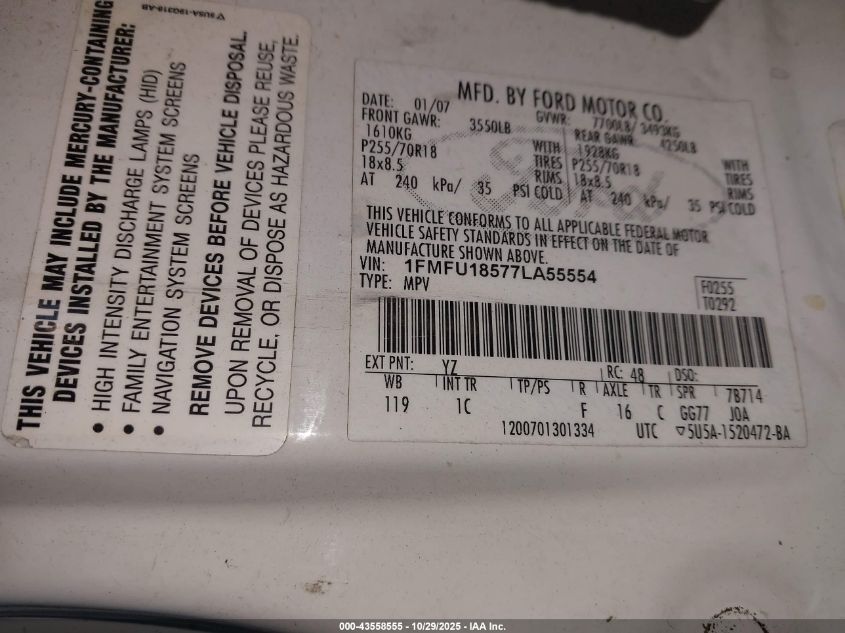 ▽5U5A-19G318-AB
THIS VEHICLE MAY INCLUDE MERCURY-CONTAINING
DEVICES INSTALLED BY THE MANUFACTURER:
• HIGH INTENSITY DISCHARGE LAMPS (HID)
• FAMILY ENTERTAINMENT SYSTEM SCREENS
• NAVIGATION SYSTEM SCREENS
REMOVE DEVICES BEFORE VEHICLE DISPOSAL.
UPON REMOVAL OF DEVICES PLEASE REUSE,
RECYCLE, OR DISPOSE AS HAZARDOUS WASTE.
MFD. BY FORD MOTOR CO.
DATE: 01/07 GVWR: 7700LB/ 3493KG
FRONT GAWR: 3550LB REAR GAWR: 4250LB
1610KG WITH 1928KG WITH
P255/70R18 TIRES P255/70R18 TIRES
18x8.5 RIMS 18x8.5 RIMS
AT 240 kPa/ 35 PSI COLD AT 240 kPa/ 35 PSI COLD
THIS VEHICLE CONFORMS TO ALL APPLICABLE FEDERAL MOTOR
VEHICLE SAFETY STANDARDS IN EFFECT ON THE DATE OF
MANUFACTURE SHOWN ABOVE.
VIN: 1FMFU18577LA55554
TYPE: MPV
F0255
T0292
EXT PNT: YZ RC: 48 DSO:
WB INT TR TP/PS R AXLE TR SPR 7B714
119 1C F 16 C GG77 JOA
1200701301334 UTC ▽5U5A-1520472-BA
000-43558555 - 10/29/2025 - IAA Inc.